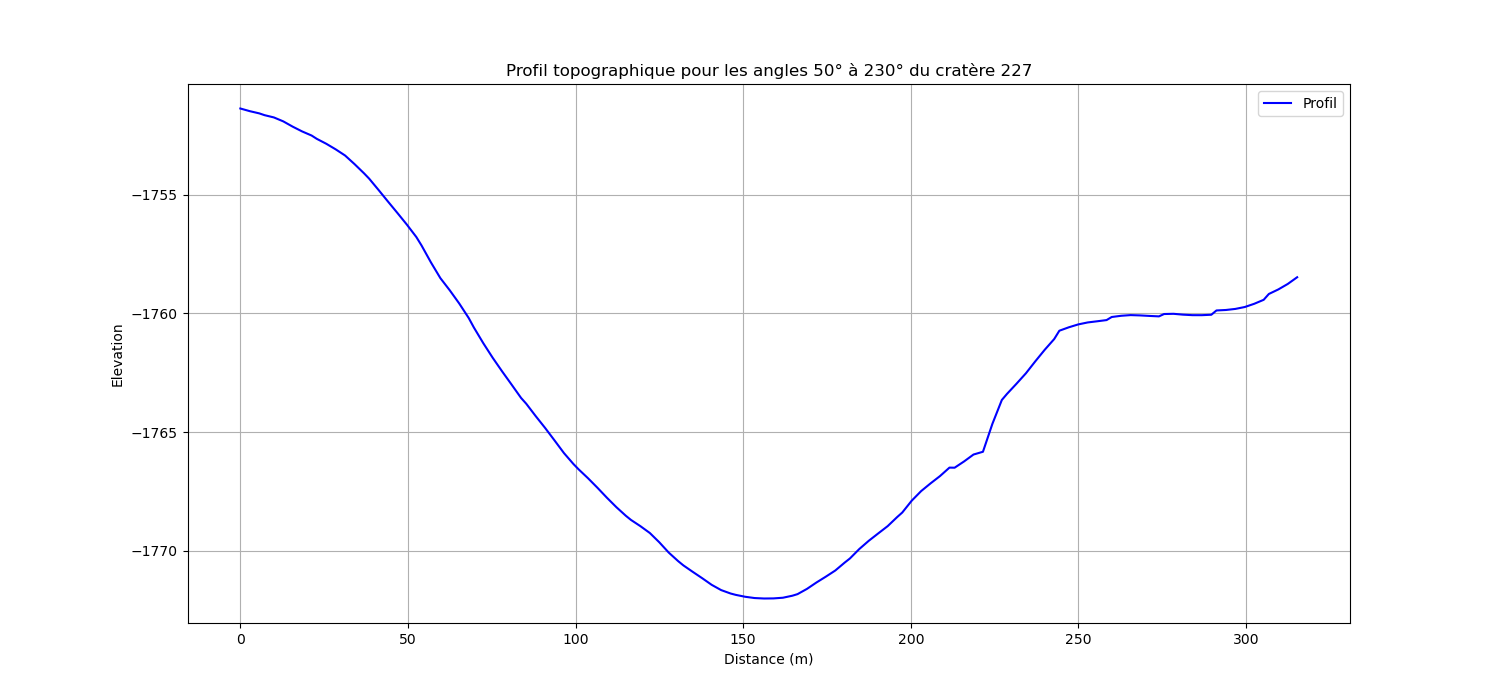 Profil topographique pour les angles 50° à 230° du cratère 227
Profil
Elevation
−1755
−1760
−1765
−1770
0 50 100 150 200 250 300
Distance (m)